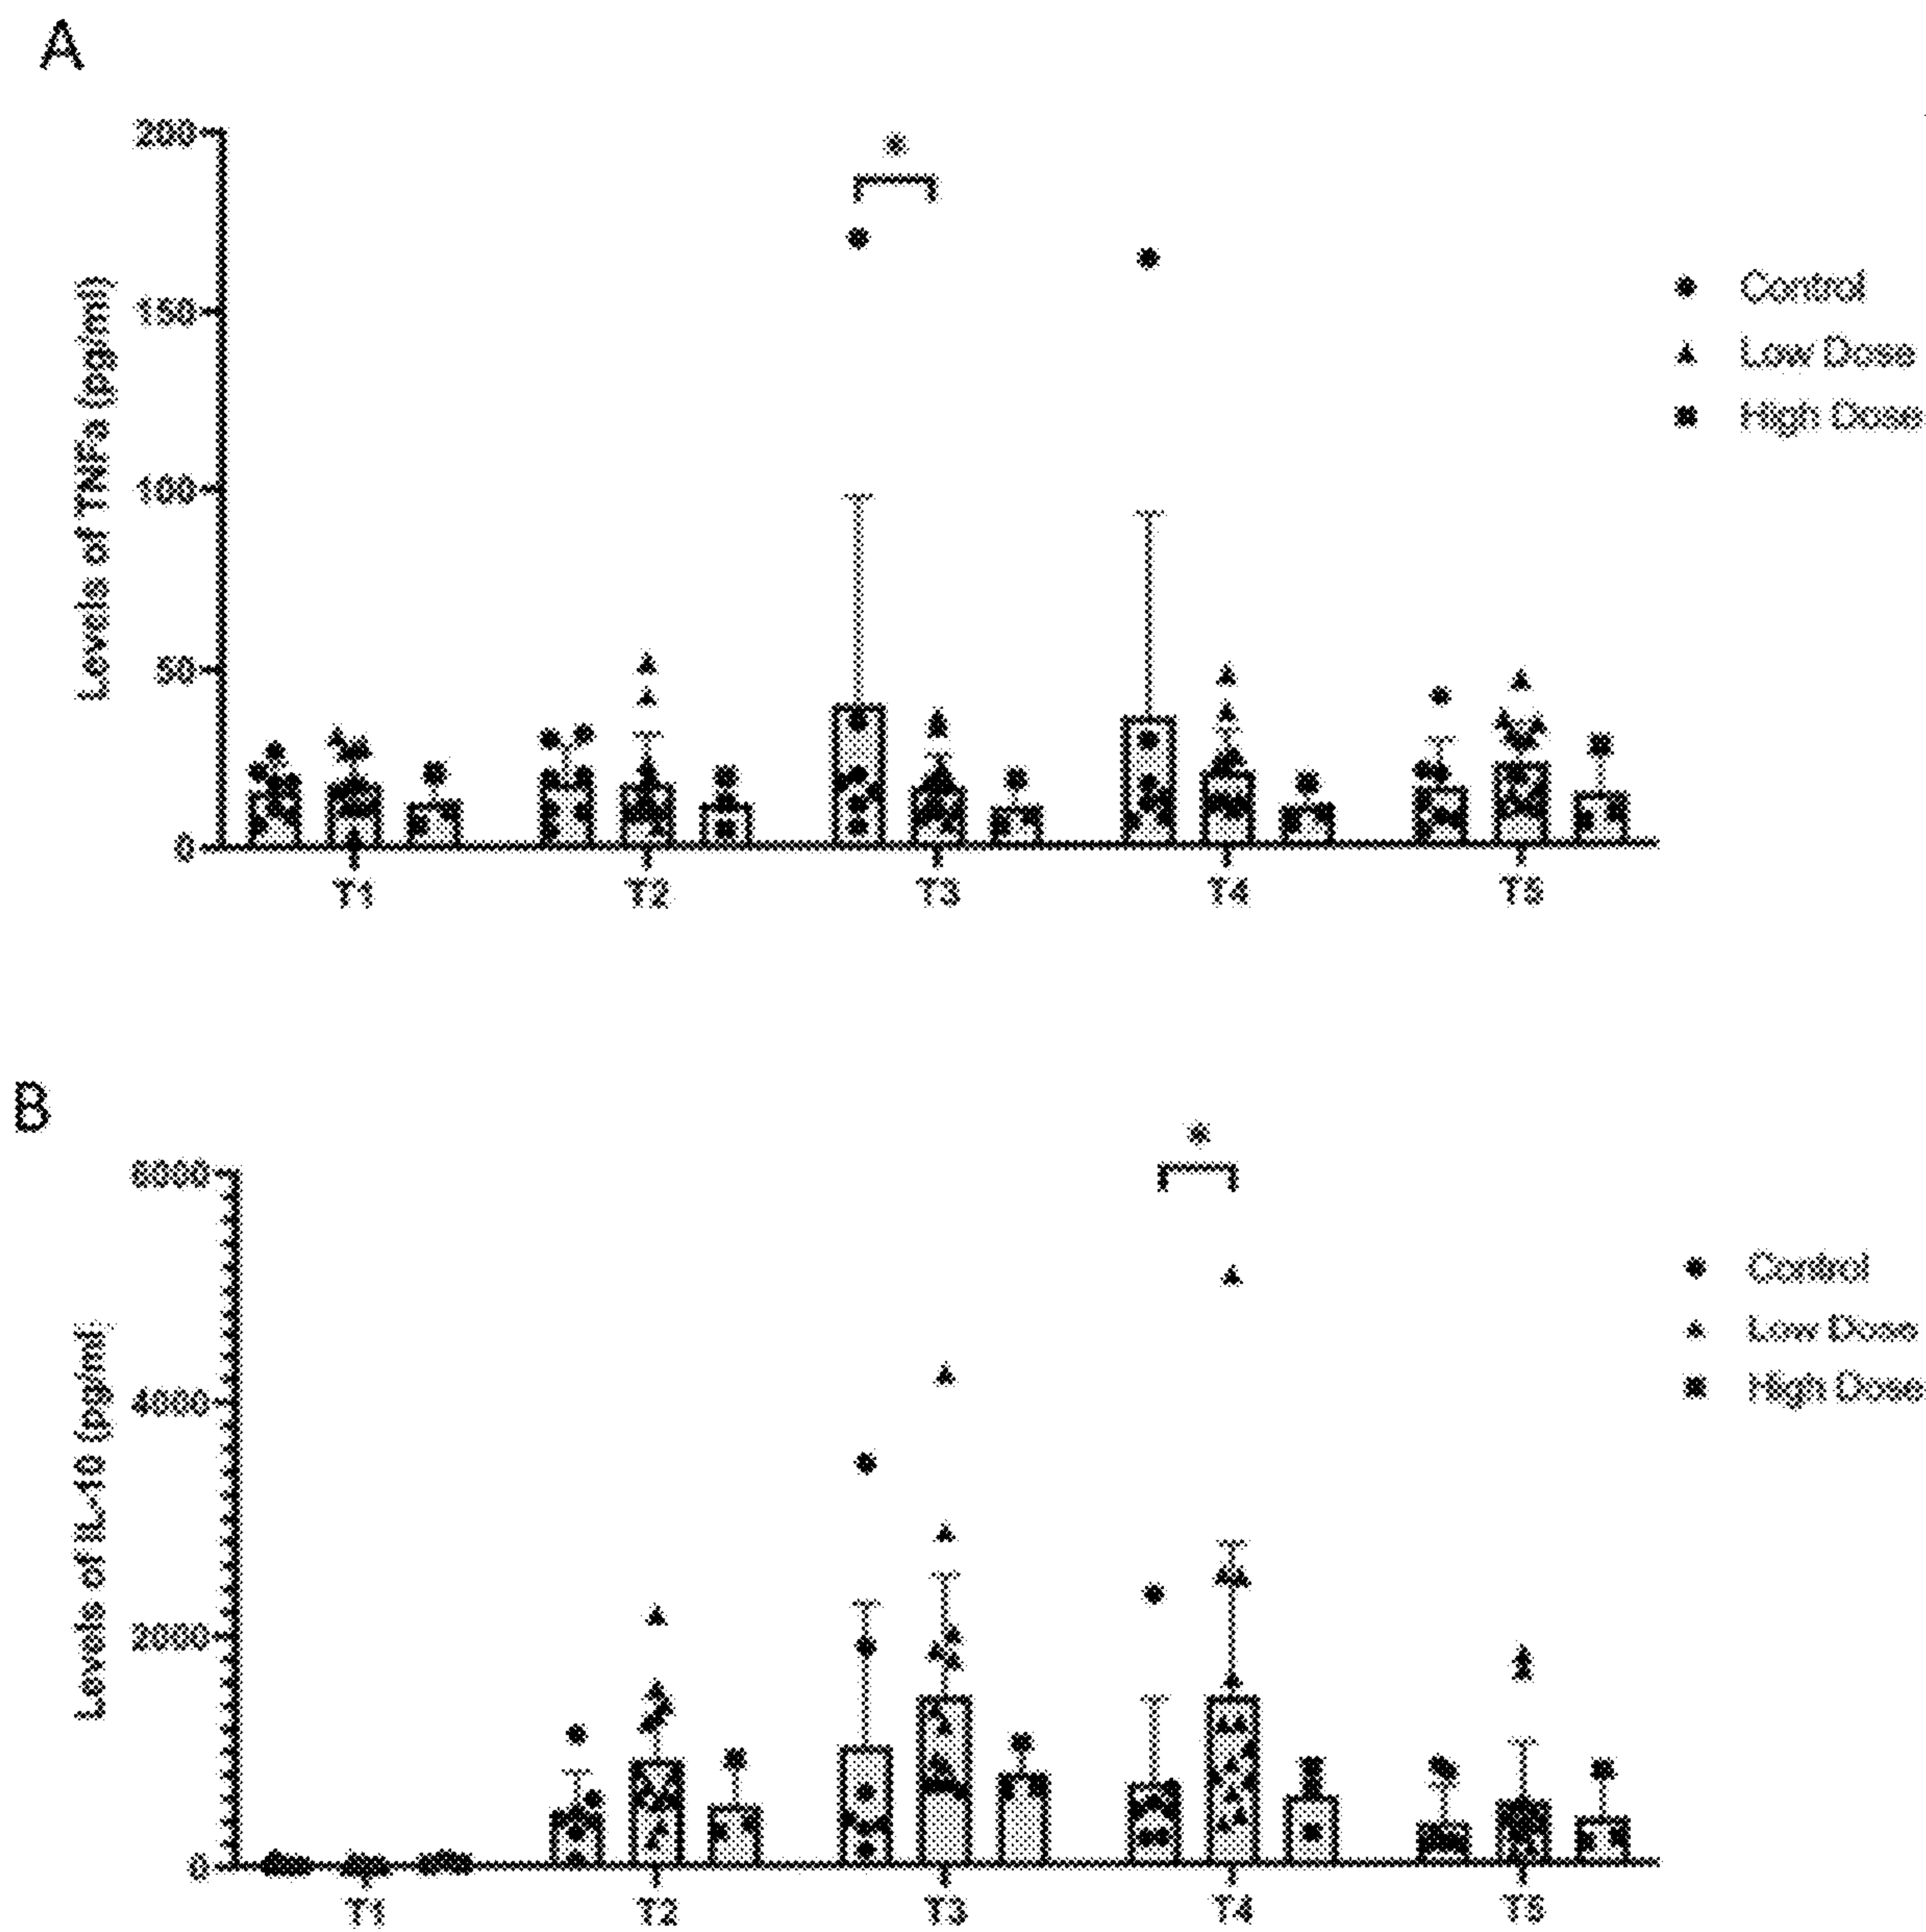 A
200
150
100
50
0
Levels of TNFa (pg/ml)
*
Control
Low Dose
High Dose
T1 T2 T3 T4 T5
B
6000
4000
2000
0
Levels of IL-10 (pg/ml)
*
Control
Low Dose
High Dose
T1 T2 T3 T4 T5